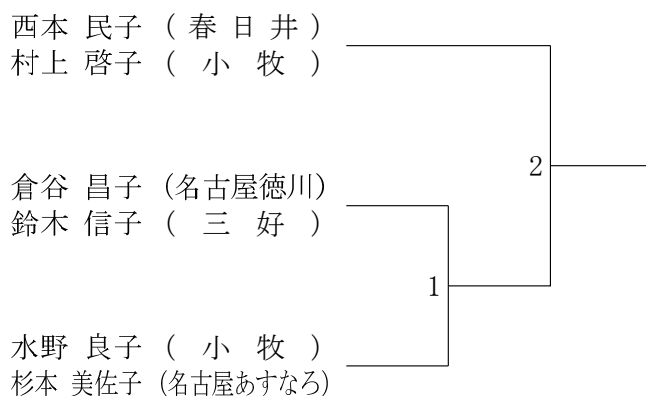 西本 民子 （ 春 日 井 ）
村上 啓子 （ 小 牧 ）
2
倉谷 昌子 （名古屋徳川）
鈴木 信子 （ 三 好 ）
1
水野 良子 （ 小 牧 ）
杉本 美佐子 （名古屋あすなろ）